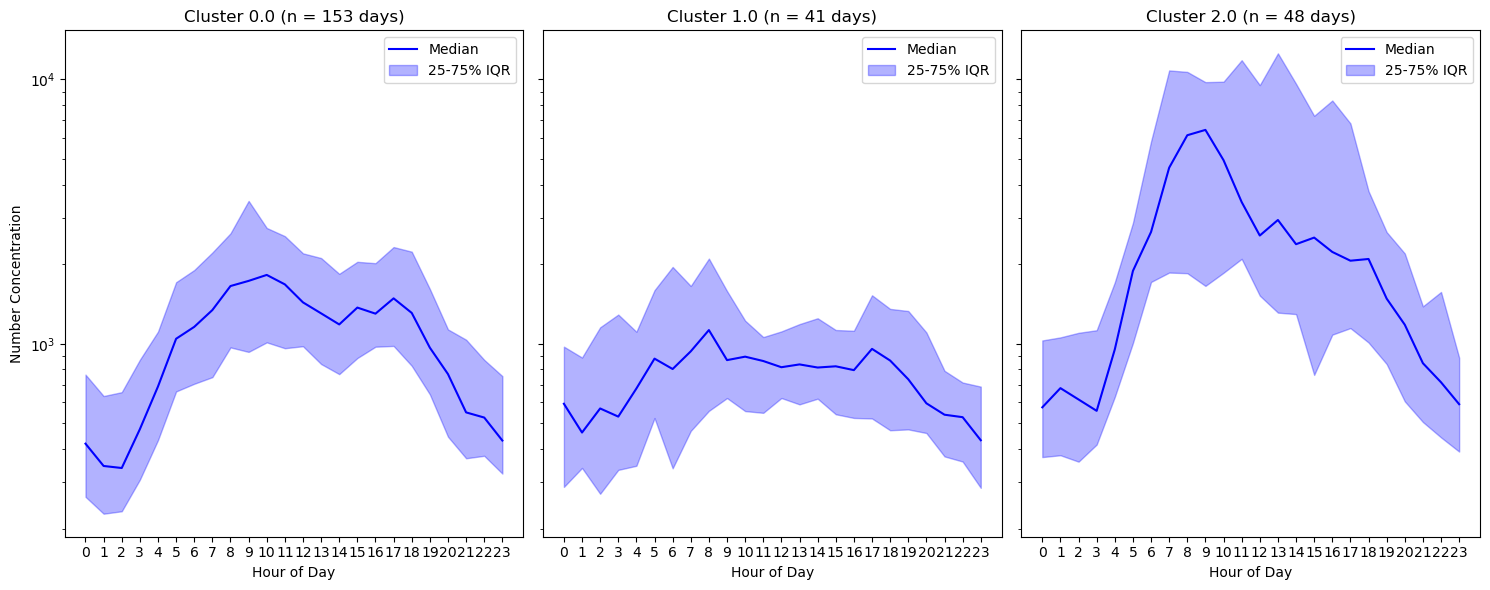 Cluster 0.0 (n = 153 days)
Median
25-75% IQR
10^4
10^3
Number Concentration
0 1 2 3 4 5 6 7 8 9 10 11 12 13 14 15 16 17 18 19 20 21 22 23
Hour of Day
Cluster 1.0 (n = 41 days)
Median
25-75% IQR
0 1 2 3 4 5 6 7 8 9 10 11 12 13 14 15 16 17 18 19 20 21 22 23
Hour of Day
Cluster 2.0 (n = 48 days)
Median
25-75% IQR
0 1 2 3 4 5 6 7 8 9 10 11 12 13 14 15 16 17 18 19 20 21 22 23
Hour of Day